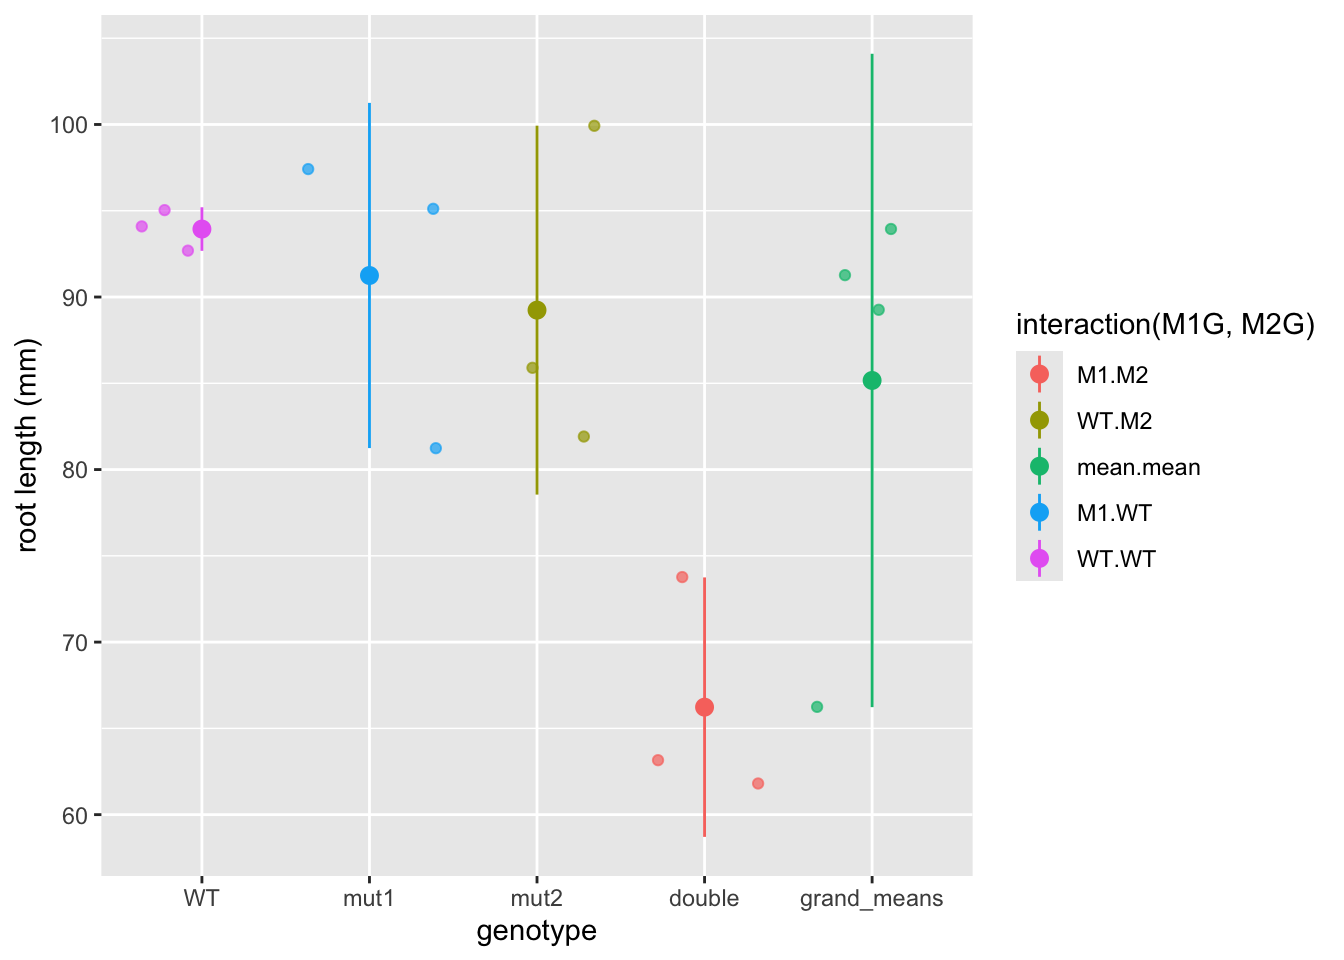 root length (mm)
100
90
80
70
60
WT mut1 mut2 double grand_means
genotype
interaction(M1G, M2G)
M1.M2
WT.M2
mean.mean
M1.WT
WT.WT